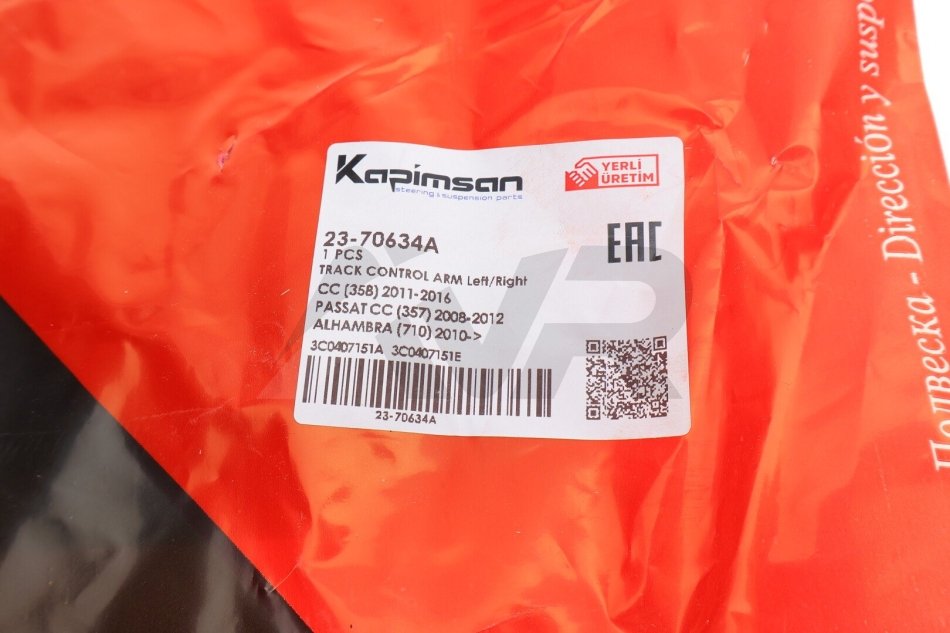 Kapimsan
steering & suspension parts
YERLİ
ÜRETİM
23-70634A
1 PCS
TRACK CONTROL ARM Left/Right
CC (358) 2011-2016
PASSAT CC (357) 2008-2012
ALHAMBRA (710) 2010->
3C0407151A 3C0407151E
23-70634A
EAC
AVP
Подвеска - Dirección y susp